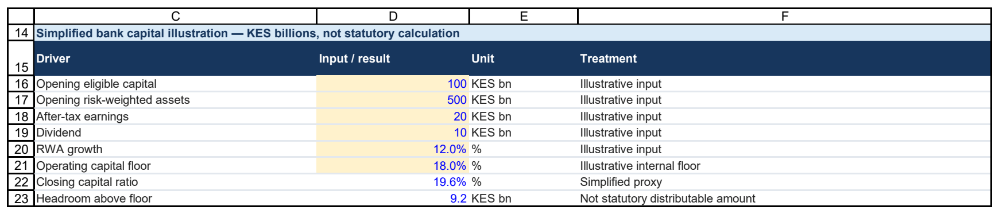 C D E F
14 Simplified bank capital illustration — KES billions, not statutory calculation
15 Driver Input / result Unit Treatment
16 Opening eligible capital 100 KES bn Illustrative input
17 Opening risk-weighted assets 500 KES bn Illustrative input
18 After-tax earnings 20 KES bn Illustrative input
19 Dividend 10 KES bn Illustrative input
20 RWA growth 12.0% % Illustrative input
21 Operating capital floor 18.0% % Illustrative internal floor
22 Closing capital ratio 19.6% % Simplified proxy
23 Headroom above floor 9.2 KES bn Not statutory distributable amount